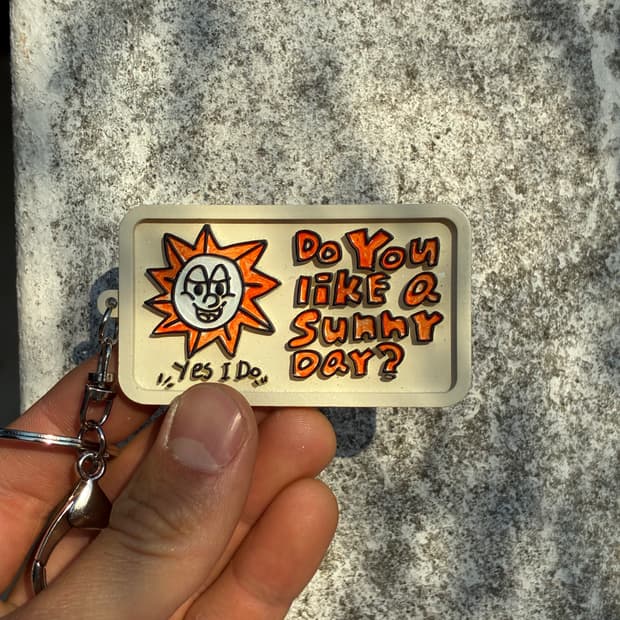 Do You
likE a
Sunny
Day?
Yes I Do